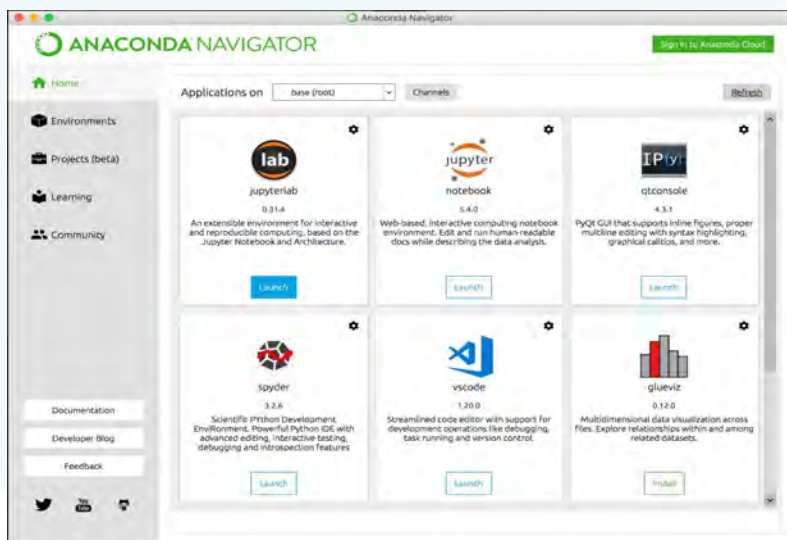 Anaconda Navigator
ANACONDA NAVIGATOR
Sign in to Anaconda Cloud
Home
Environments
Projects (beta)
Learning
Community
Documentation
Developer Blog
Feedback
You
Tube
Applications on
base (root)
Channels
Refresh
lab
jupyterlab
0.31.4
An extensible environment for interactive
and reproducible computing, based on the
Jupyter Notebook and Architecture.
Launch
jupyter
notebook
5.4.0
Web-based, interactive computing notebook
environment. Edit and run human-readable
docs while describing the data analysis.
Launch
IP[y]:
qtconsole
4.3.1
PyQt GUI that supports inline figures, proper
multiline editing with syntax highlighting,
graphical calltips, and more.
Launch
spyder
3.2.6
Scientific PYthon Development
EnviRonment. Powerful Python IDE with
advanced editing, interactive testing,
debugging and introspection features
Launch
vscode
1.20.0
Streamlined code editor with support for
development operations like debugging,
task running and version control.
Launch
glueviz
0.12.0
Multidimensional data visualization across
files. Explore relationships within and among
related datasets.
Install